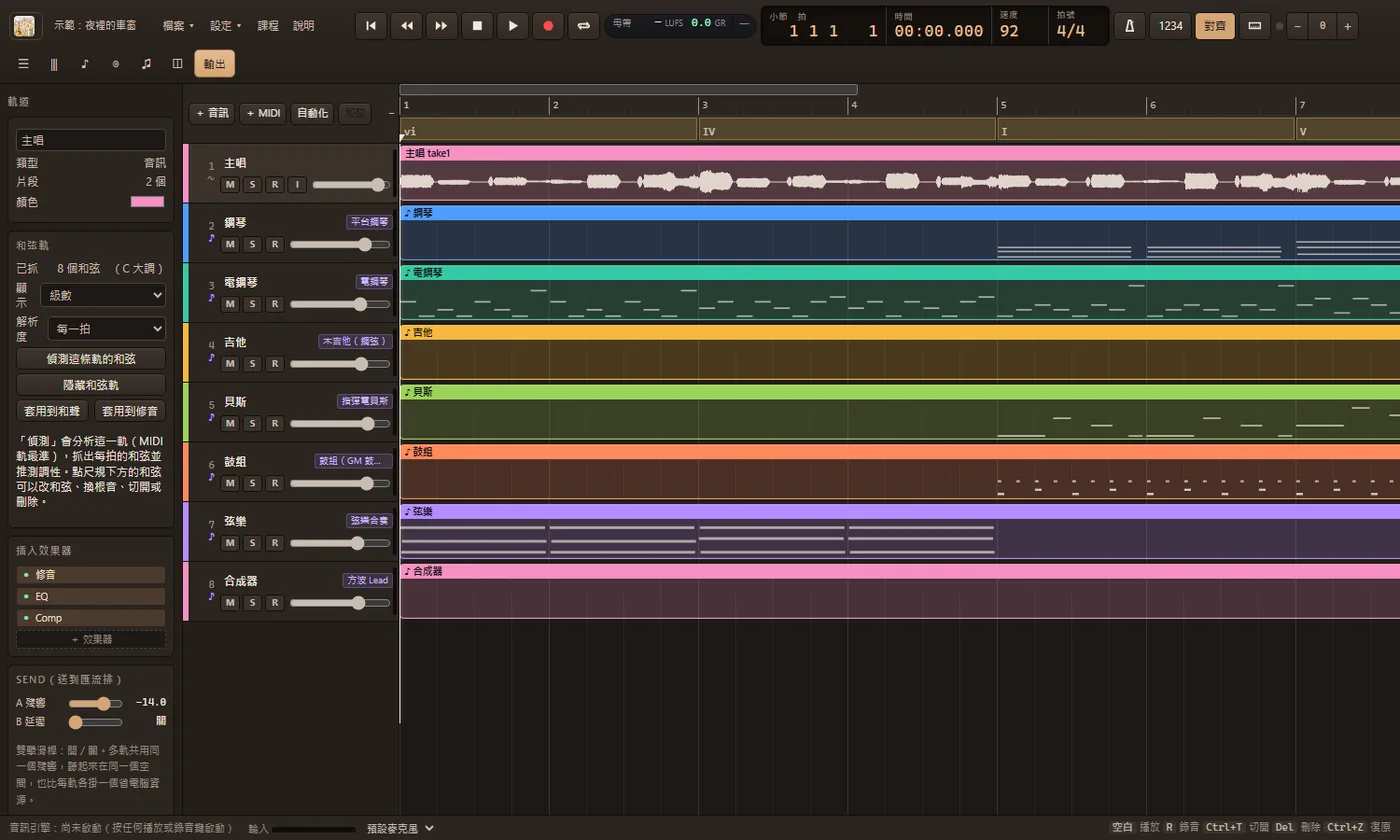 示範：夜裡的車窗 檔案 ▾ 設定 ▾ 課程 說明
母帶 — LUFS 0.0 GR —
小節 拍 1 1 1 1
時間 00:00.000
速度 92
拍號 4/4
1234 對齊 − 0 +
輸出
軌道
主唱
類型 音訊
片段 2 個
顏色
和弦軌
已抓 8 個和弦 （ C 大調 ）
顯示 級數
解析度 每一拍
偵測這條軌的和弦
隱藏和弦軌
套用到和聲 套用到修音
「偵測」會分析這一軌（ MIDI
軌最準），抓出每拍的和弦並
推測調性。點尺規下方的和弦
可以改和弦、換根音、切開或
刪除。
插入效果器
修音
EQ
Comp
+ 效果器
SEND（送到匯流排）
A 殘響 −14.0
B 延遲 關
雙擊滑桿：開／關。多軌共用同
一個殘響，聽起來在同一個空
間，也比每軌各掛一個省電腦資
源。
+ 音訊 + MIDI 自動化 和弦 −
1 主唱
M S R I
2 鋼琴 平台鋼琴
M S R
3 電鋼琴 電鋼琴
M S R
4 吉他 木吉他（鋼弦）
M S R
5 貝斯 指彈電貝斯
M S R
6 鼓組 鼓組（GM 鼓...
M S R
7 弦樂 弦樂合奏
M S R
8 合成器 方波 Lead
M S R
1 2 3 4 5 6 7
vi IV I V
主唱 take1
♪ 鋼琴
♪ 電鋼琴
♪ 吉他
♪ 貝斯
♪ 鼓組
♪ 弦樂
♪ 合成器
音訊引擎：尚未啟動（按任何播放或錄音鍵啟動） 輸入 預設麥克風
空白 播放 R 錄音 Ctrl+T 切開 Del 刪除 Ctrl+Z 復原